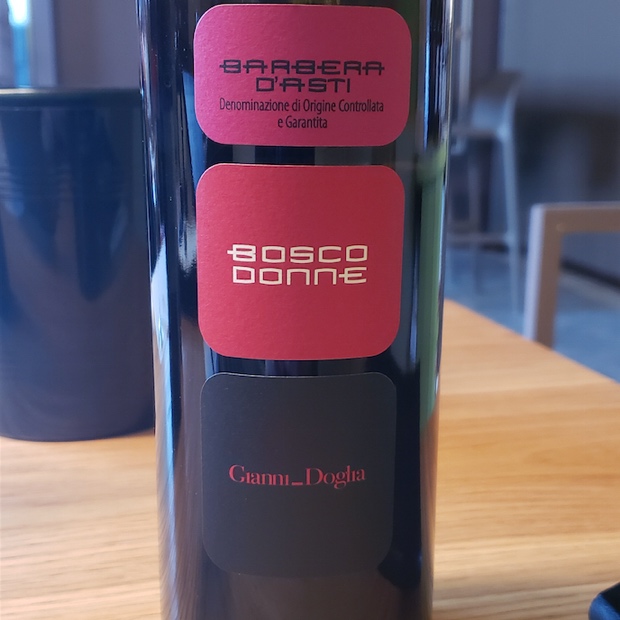 BARBERA
D'ASTI
Denominazione di Origine Controllata
e Garantita
BOSCO
DONNE
Gianni_Doglia